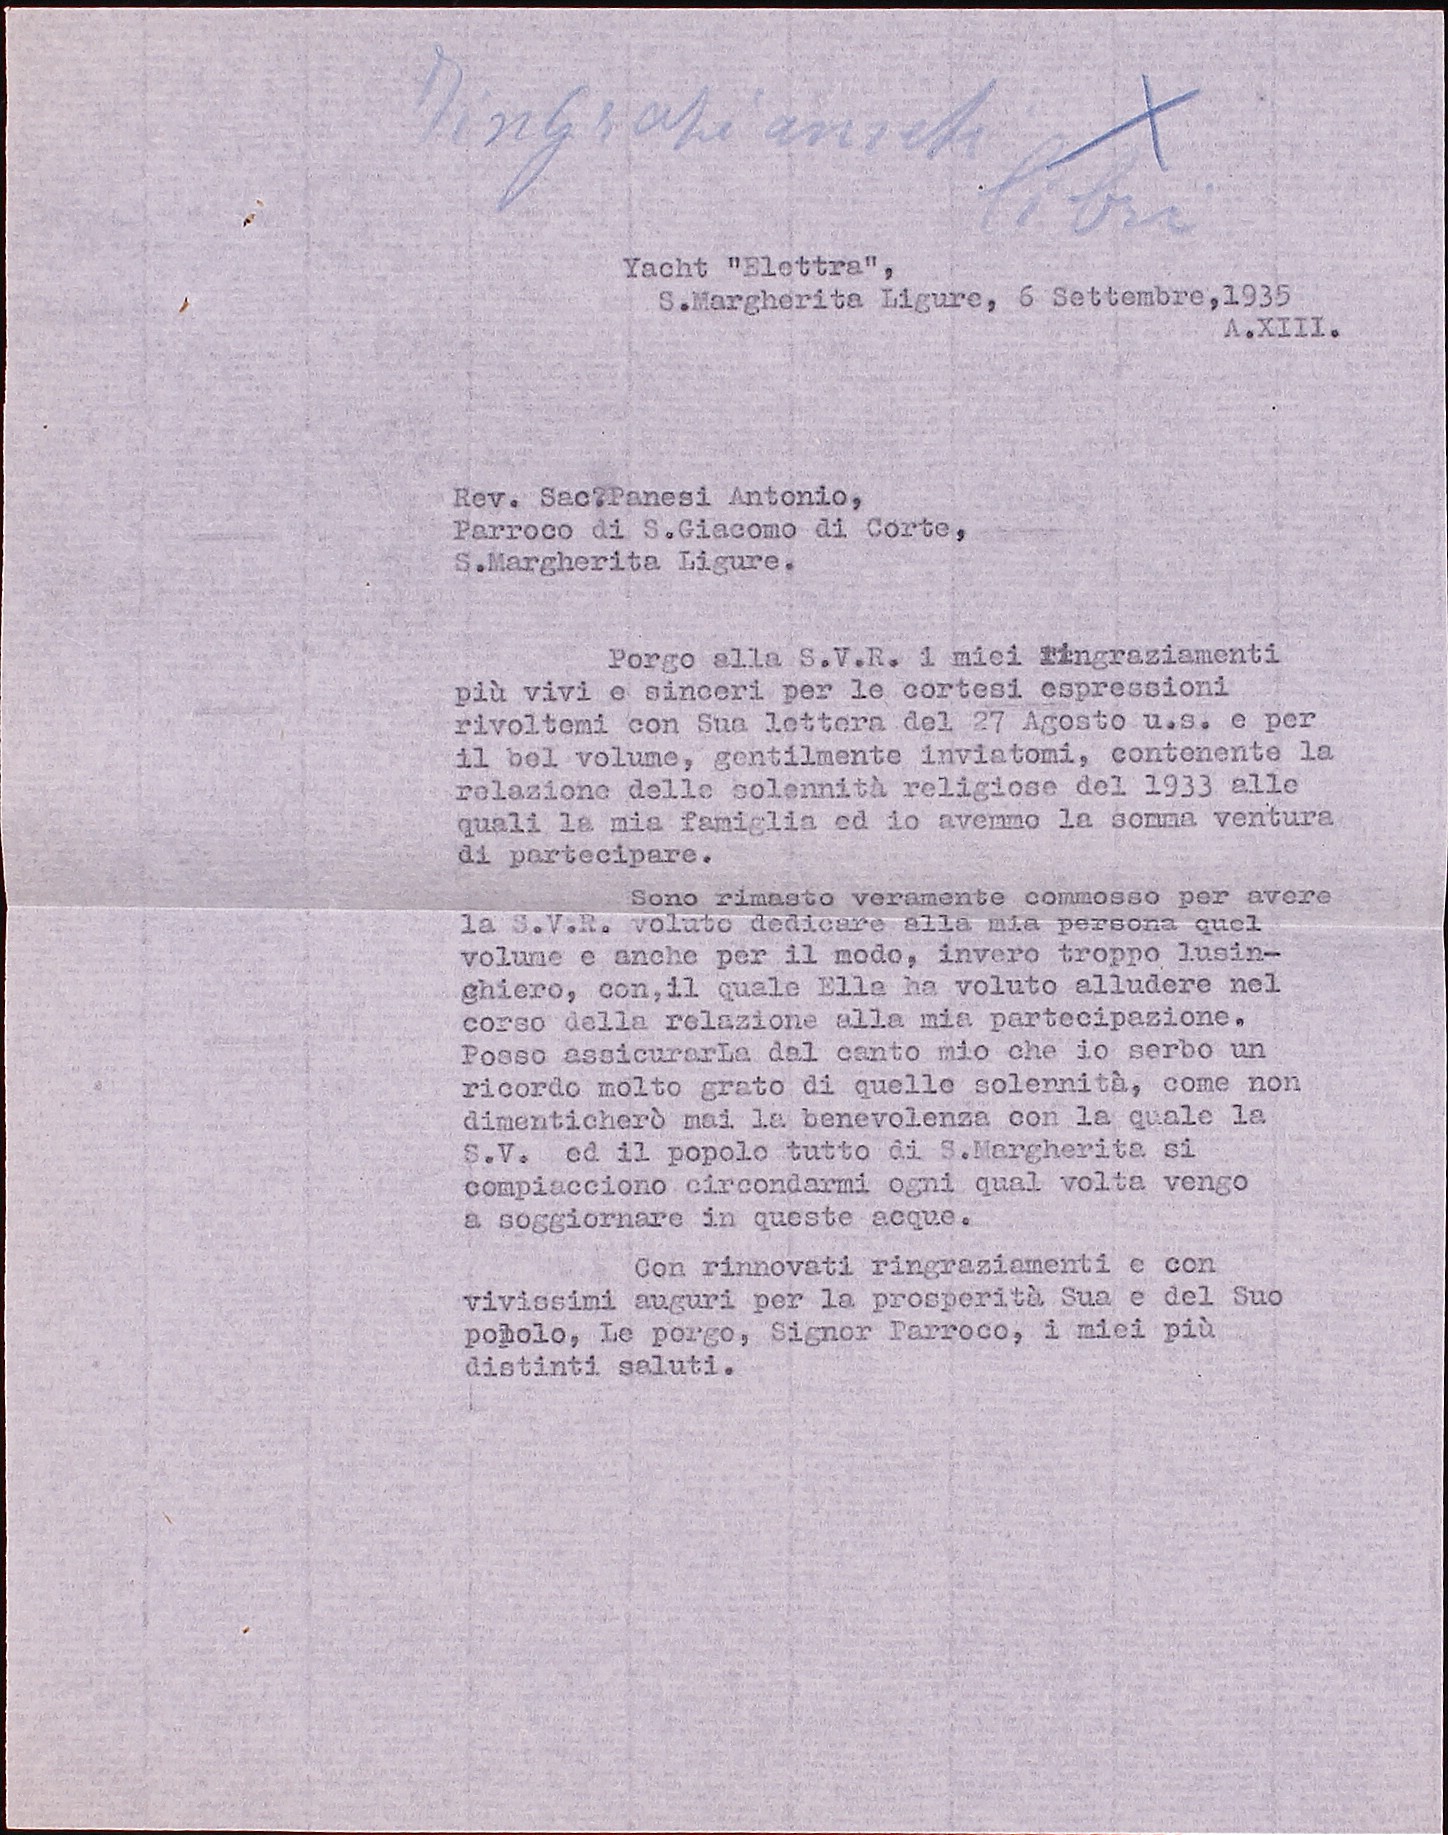 Ringraziamenti
libri
Yacht "Elettra",
S.Margherita Ligure, 6 Settembre,1935
A.XIII.
Rev. Sac?Panesi Antonio,
Parroco di S.Giacomo di Corte,
S.Margherita Ligure.
Porgo alla S.V.R. i miei ringraziamenti
più vivi e sinceri per le cortesi espressioni
rivoltemi con Sua lettera del 27 Agosto u.s. e per
il bel volume, gentilmente inviatomi, contenente la
relazione delle solennità religiose del 1933 alle
quali la mia famiglia ed io avemmo la somma ventura
di partecipare.
Sono rimasto veramente commosso per avere
la S.V.R. voluto dedicare alla mia persona quel
volume e anche per il modo, invero troppo lusin-
ghiero, con,il quale Ella ha voluto alludere nel
corso della relazione alla mia partecipazione.
Posso assicurarLa dal canto mio che io serbo un
ricordo molto grato di quelle solennità, come non
dimenticherò mai la benevolenza con la quale la
S.V. ed il popolo tutto di S.Margherita si
compiacciono circondarmi ogni qual volta vengo
a soggiornare in queste acque.
Con rinnovati ringraziamenti e con
vivissimi auguri per la prosperità Sua e del Suo
popolo, Le porgo, Signor Parroco, i miei più
distinti saluti.